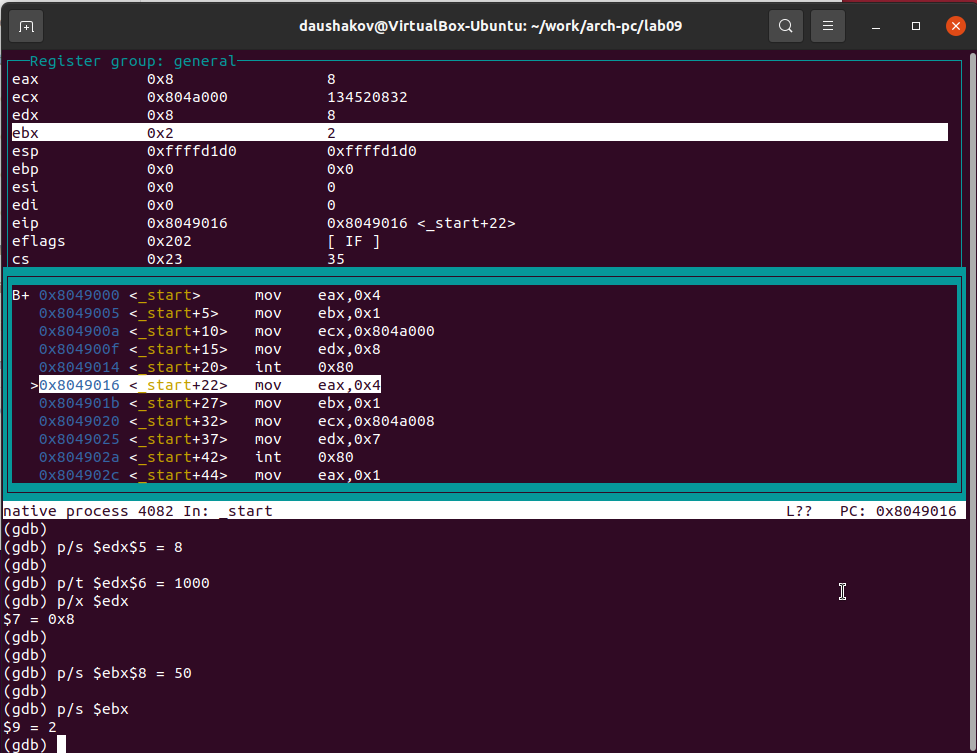 daushakov@VirtualBox-Ubuntu: ~/work/arch-pc/lab09
Register group: general
eax 0x8 8
ecx 0x804a000 134520832
edx 0x8 8
ebx 0x2 2
esp 0xffffd1d0 0xffffd1d0
ebp 0x0 0x0
esi 0x0 0
edi 0x0 0
eip 0x8049016 0x8049016 <_start+22>
eflags 0x202 [ IF ]
cs 0x23 35
B+ 0x8049000 <_start> mov eax,0x4
0x8049005 <_start+5> mov ebx,0x1
0x804900a <_start+10> mov ecx,0x804a000
0x804900f <_start+15> mov edx,0x8
0x8049014 <_start+20> int 0x80
>0x8049016 <_start+22> mov eax,0x4
0x804901b <_start+27> mov ebx,0x1
0x8049020 <_start+32> mov ecx,0x804a008
0x8049025 <_start+37> mov edx,0x7
0x804902a <_start+42> int 0x80
0x804902c <_start+44> mov eax,0x1
native process 4082 In: _start L?? PC: 0x8049016
(gdb)
(gdb) p/s $edx$5 = 8
(gdb)
(gdb) p/t $edx$6 = 1000
(gdb) p/x $edx
$7 = 0x8
(gdb)
(gdb)
(gdb) p/s $ebx$8 = 50
(gdb)
(gdb) p/s $ebx
$9 = 2
(gdb)